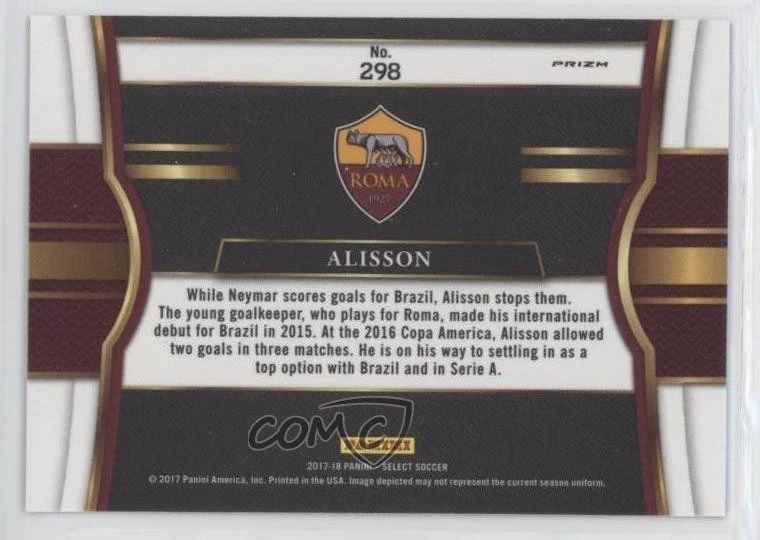 No.
298
PRIZM
ROMA
1927
ALISSON
While Neymar scores goals for Brazil, Alisson stops them.
The young goalkeeper, who plays for Roma, made his international
debut for Brazil in 2015. At the 2016 Copa America, Alisson allowed
two goals in three matches. He is on his way to settling in as a
top option with Brazil and in Serie A.
COMC
PANINI
2017-18 PANINI - SELECT SOCCER
© 2017 Panini America, Inc. Printed in the USA. Image depicted may not represent the current season uniform.